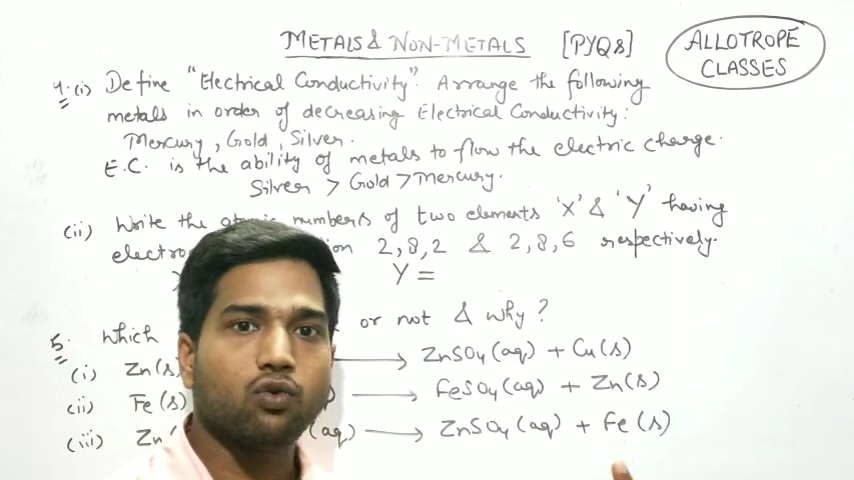 METALS & NON-METALS [PYQs]
ALLOTROPE
CLASSES
4. (i) Define "Electrical Conductivity". Arrange the following
metals in order of decreasing Electrical Conductivity:
Mercury, Gold, Silver.
E.C. is the ability of metals to flow the electric charge.
Silver > Gold > Mercury.
(ii) Write the atomic numbers of two elements 'X' & 'Y' having
2,8,2 & 2,8,6 respectively.
Y =
5. Which or not & why?
(i) Zn(s) ⟶ ZnSO4(aq) + Cu(s)
(ii) Fe(s) ⟶ FeSO4(aq) + Zn(s)
(iii) Zn (aq) ⟶ ZnSO4(aq) + Fe(s)